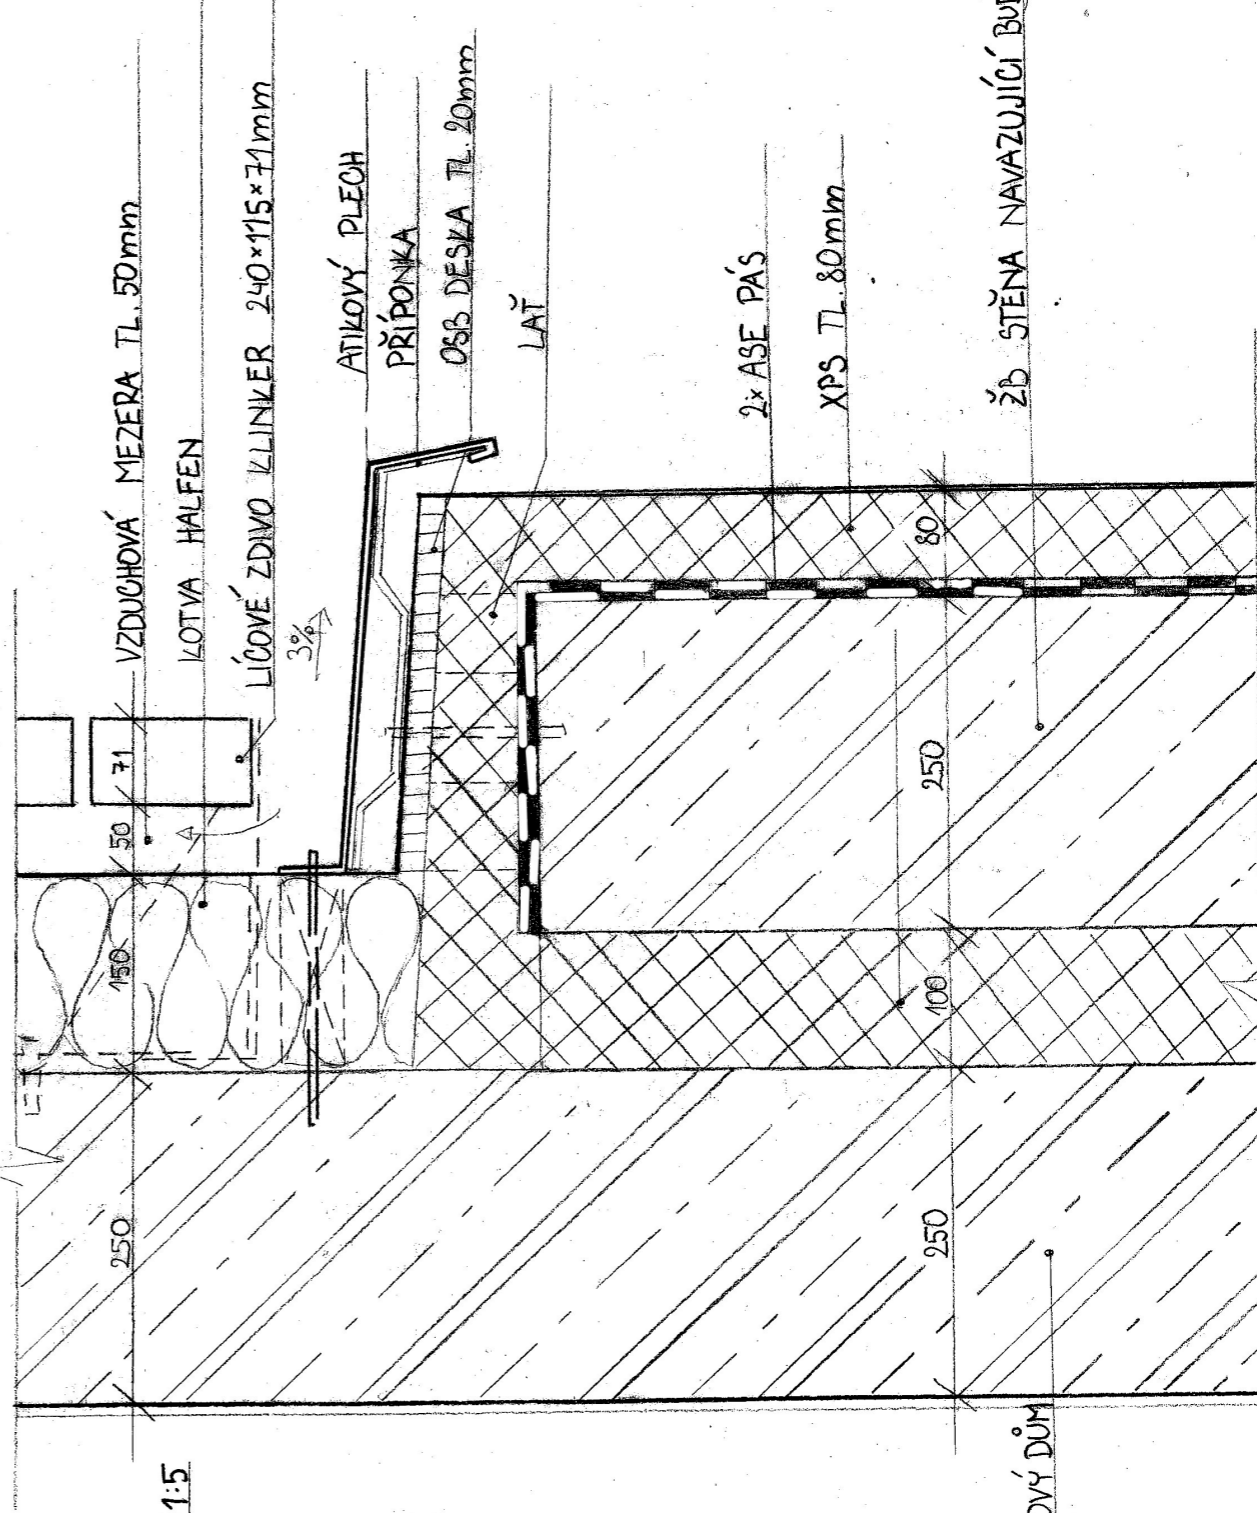 VZDUCHOVÁ MEZERA TL. 50mm
KOTVA HALFEN
LÍCOVÉ ZDIVO KLINKER 240×115×71mm
3%
ATIKOVÝ PLECH
PŘÍPONKA
OSB DESKA TL. 20mm
LAŤ
2x ASF PÁS
XPS TL. 80mm
ŽB STĚNA NAVAZUJÍCÍ
71
50
150
250
80
250
100
250
1:5
OVÝ DŮM